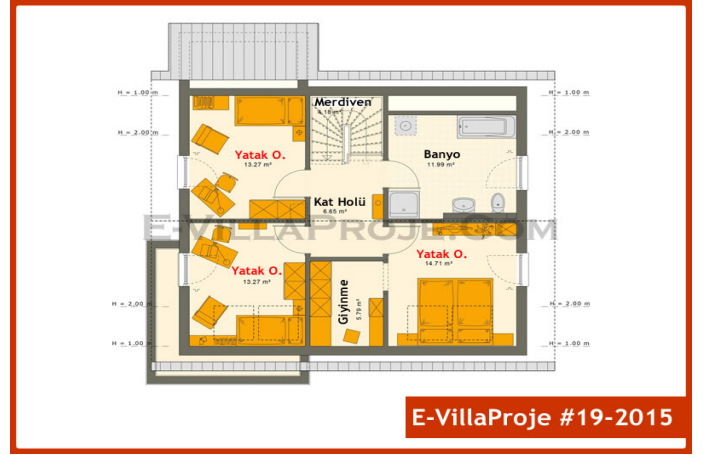 H = 1.00 m
H = 1.00 m
Merdiven
H = 2.00 m
H = 2.00 m
Yatak O.
13.27 m²
Banyo
11.99 m²
Kat Holü
6.65 m²
E-VillaProje.com
Yatak O.
13.27 m²
Yatak O.
14.71 m²
Giyinme
5.79 m²
H = 2.00 m
H = 2.00 m
H = 1.00 m
H = 1.00 m
E-VillaProje #19-2015